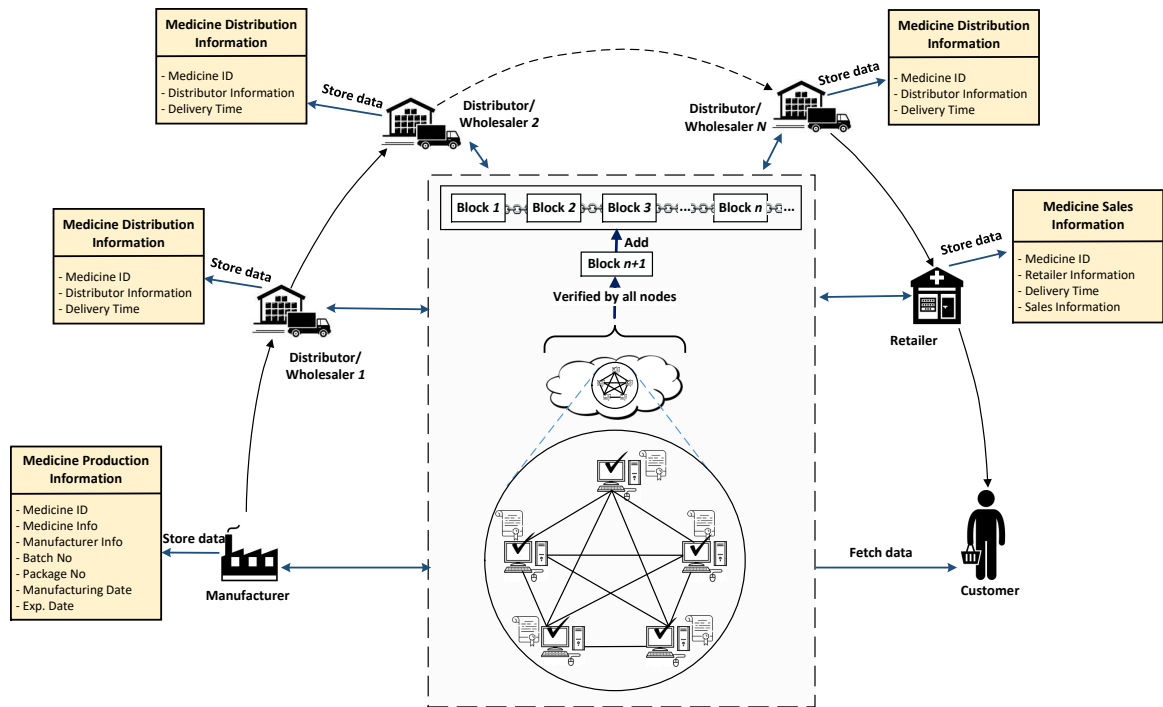 Medicine Distribution
Information
- Medicine ID
- Distributor Information
- Delivery Time
Store data
Distributor/
Wholesaler 2
Medicine Distribution
Information
- Medicine ID
- Distributor Information
- Delivery Time
Store data
Distributor/
Wholesaler N
Block 1
Block 2
Block 3
...
Block n
...
Add
Block n+1
Verified by all nodes
Medicine Distribution
Information
- Medicine ID
- Distributor Information
- Delivery Time
Store data
Distributor/
Wholesaler 1
Medicine Sales
Information
- Medicine ID
- Retailer Information
- Delivery Time
- Sales Information
Store data
Retailer
Medicine Production
Information
- Medicine ID
- Medicine Info
- Manufacturer Info
- Batch No
- Package No
- Manufacturing Date
- Exp. Date
Store data
Manufacturer
Fetch data
Customer